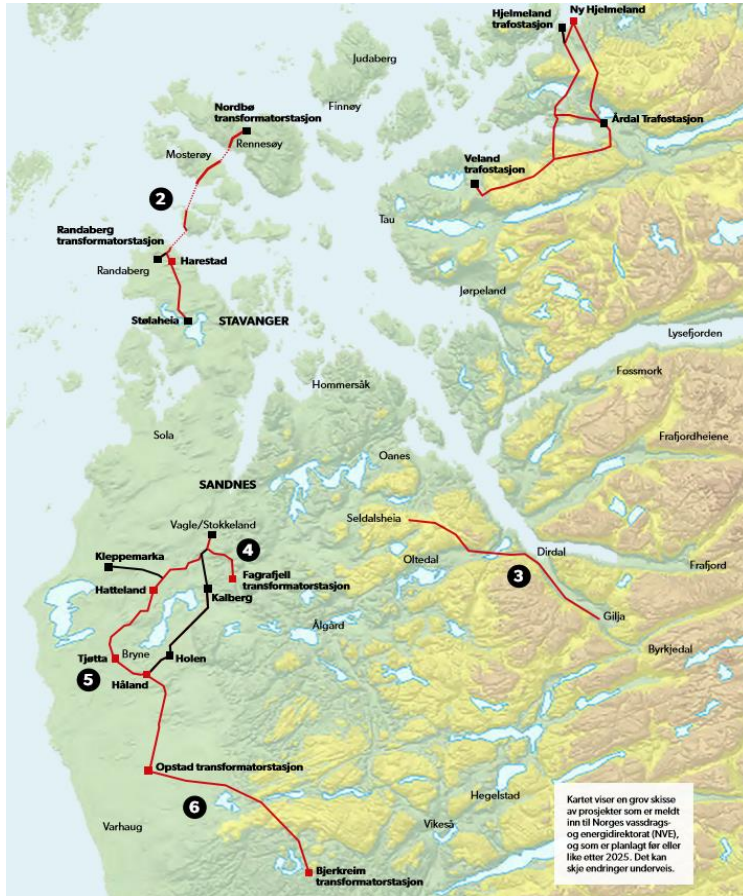 Hjelmeland
trafostasjon
Ny Hjelmeland
Judaberg
Finnøy
Nordbø
transformatorstasjon
Rennesøy
Årdal Trafostasjon
Mosterøy
Veland
trafostasjon
2
Tau
Randaberg
transformatorstasjon
Randaberg
Harestad
Jørpeland
Stølaheia
STAVANGER
Lysefjorden
Fossmork
Hommersåk
Sola
Frafjordheiene
Oanes
SANDNES
Seldalsheia
Vagle/Stokkeland
4
Dirdal
Kleppemarka
Oltedal
Frafjord
Fagrafjell
transformatorstasjon
3
Hatteland
Kalberg
Gilja
Ålgård
Byrkjedal
Tjøtta
Bryne
Holen
5
Håland
Opstad transformatorstasjon
6
Hegelstad
Varhaug
Vikeså
Bjerkreim
transformatorstasjon
Kartet viser en grov skisse
av prosjekter som er meldt
inn til Norges vassdrags-
og energidirektorat (NVE),
og som er planlagt før eller
like etter 2025. Det kan
skje endringer underveis.